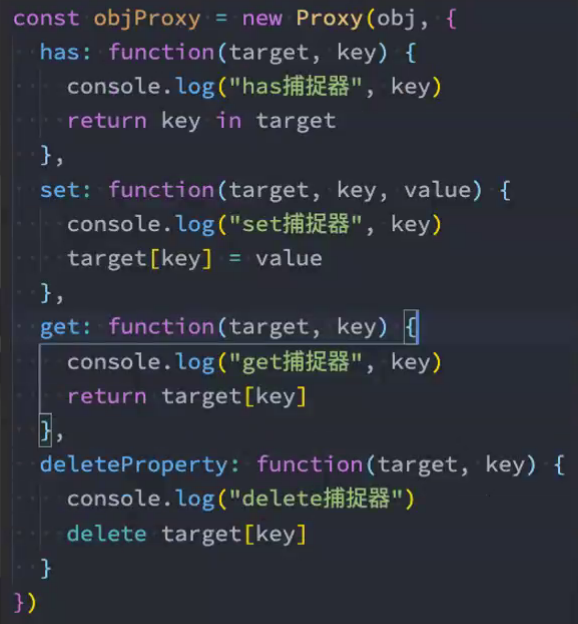 const objProxy = new Proxy(obj, {
  has: function(target, key) {
    console.log("has捕捉器", key)
    return key in target
  },
  set: function(target, key, value) {
    console.log("set捕捉器", key)
    target[key] = value
  },
  get: function(target, key) {
    console.log("get捕捉器", key)
    return target[key]
  },
  deleteProperty: function(target, key) {
    console.log("delete捕捉器")
    delete target[key]
  }
})